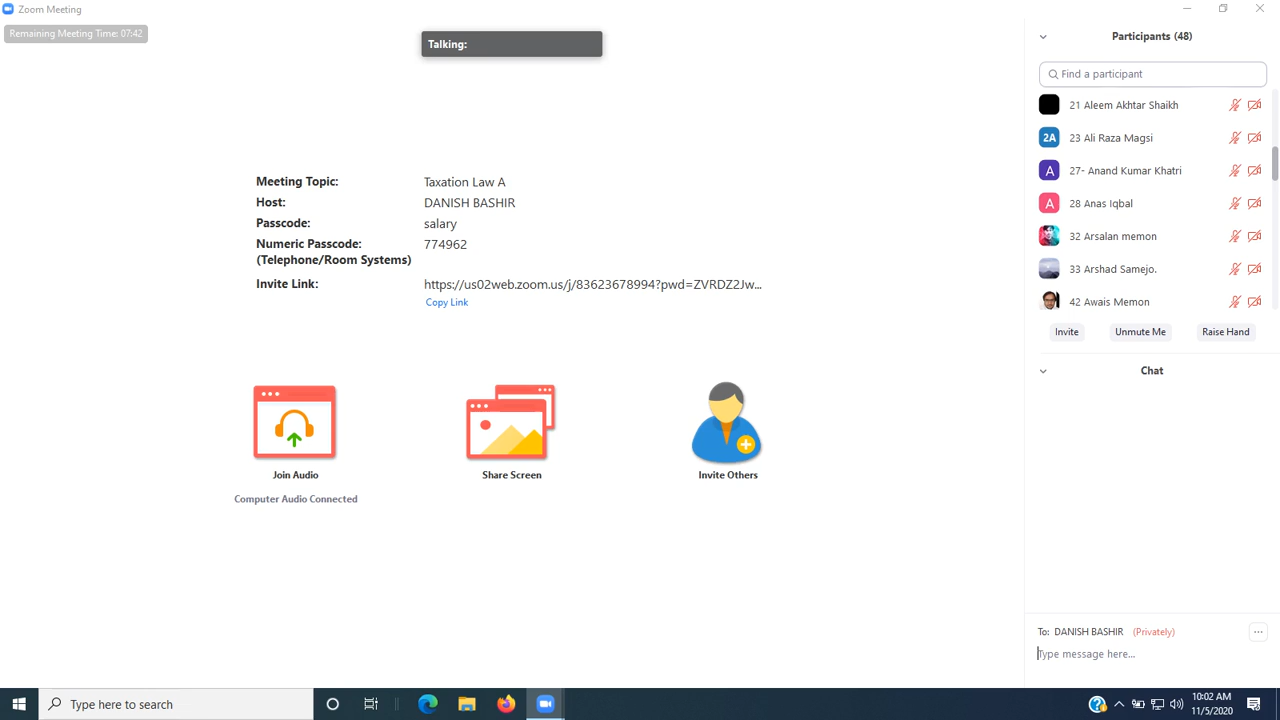 Zoom Meeting
Remaining Meeting Time: 07:42
Talking:
Meeting Topic: Taxation Law A
Host: DANISH BASHIR
Passcode: salary
Numeric Passcode: 774962
(Telephone/Room Systems)
Invite Link: https://us02web.zoom.us/j/83623678994?pwd=ZVRDZ2Jw...
Copy Link
Join Audio
Share Screen
Invite Others
Computer Audio Connected
Participants (48)
Find a participant
21 Aleem Akhtar Shaikh
2A 23 Ali Raza Magsi
A 27- Anand Kumar Khatri
A 28 Anas Iqbal
32 Arsalan memon
33 Arshad Samejo.
42 Awais Memon
Invite
Unmute Me
Raise Hand
Chat
To: DANISH BASHIR (Privately)
...
Type message here...
Type here to search
10:02 AM
11/5/2020